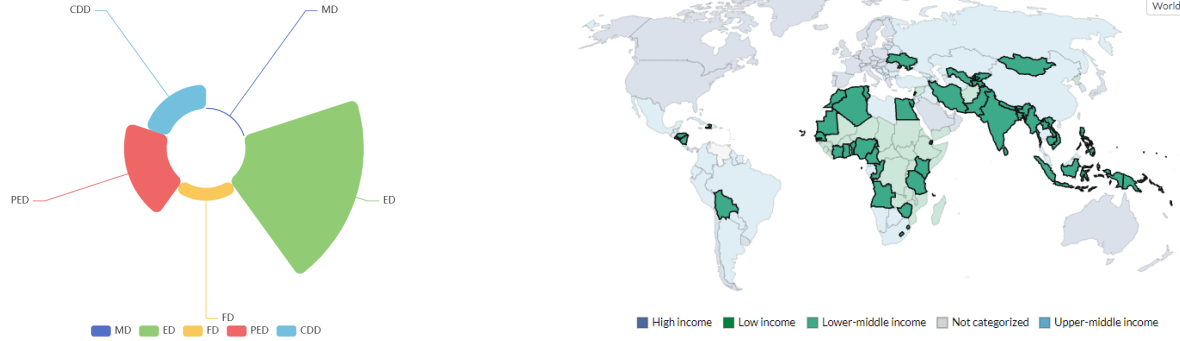 CDD
MD
World
PED
ED
FD
MD ED FD PED CDD
High income Low income Lower-middle income Not categorized Upper-middle income